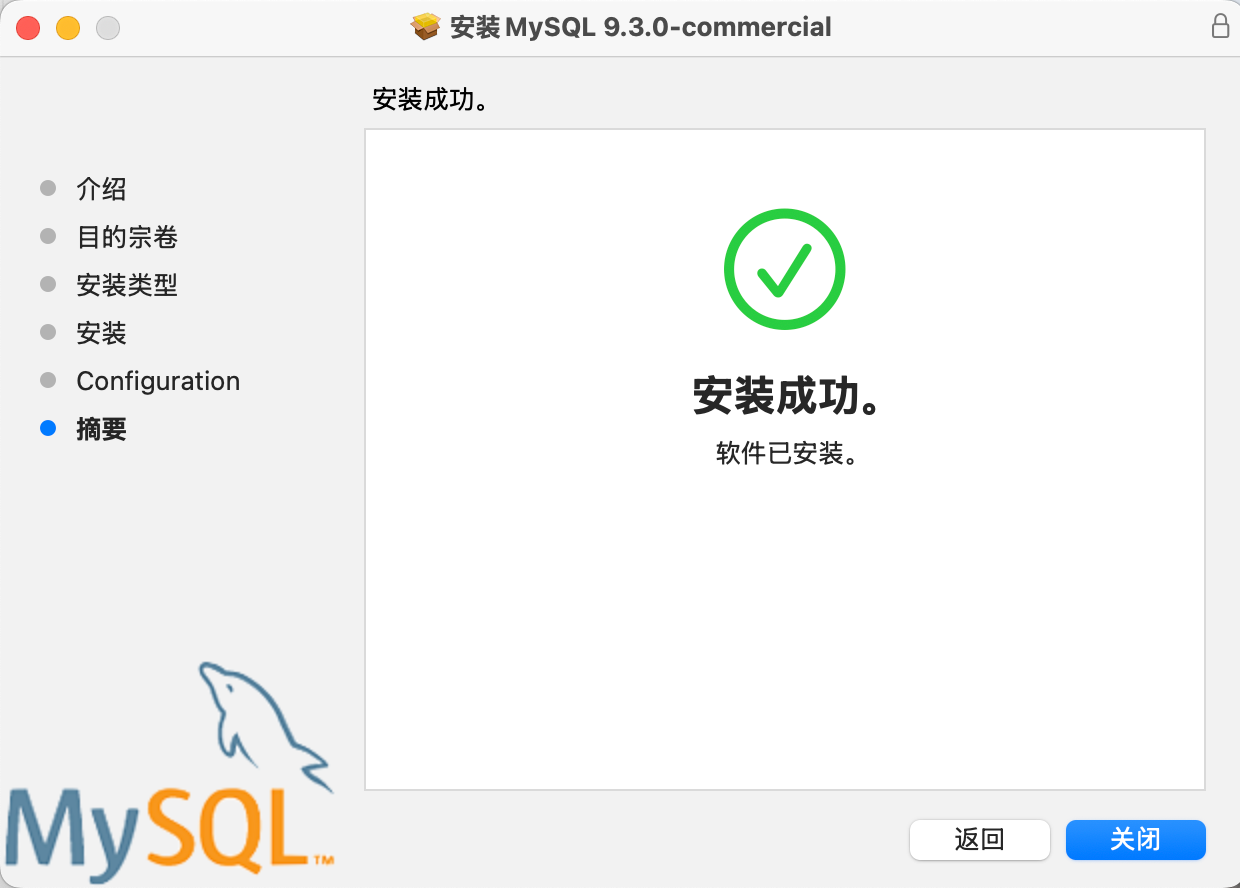 安装 MySQL 9.3.0-commercial
安装成功。
介绍
目的宗卷
安装类型
安装
Configuration
摘要
安装成功。
软件已安装。
MySQL™
返回
关闭